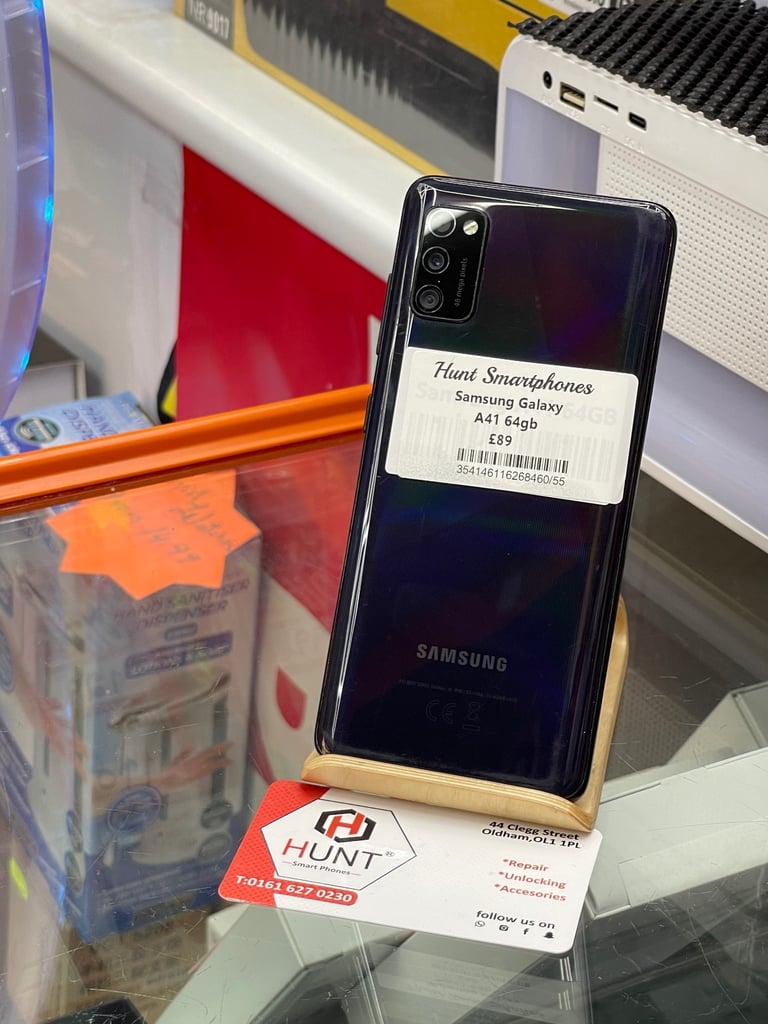 48 mega pixels
Hunt Smartphones
Samsung Galaxy
A41 64gb
£89
354146116268460/55
SAMSUNG
HAND SANITISER
DISPENSER
HUNT®
Smart Phones
T:0161 627 0230
44 Clegg Street
Oldham,OL1 1PL
*Repair
*Unlocking
*Accesories
follow us on